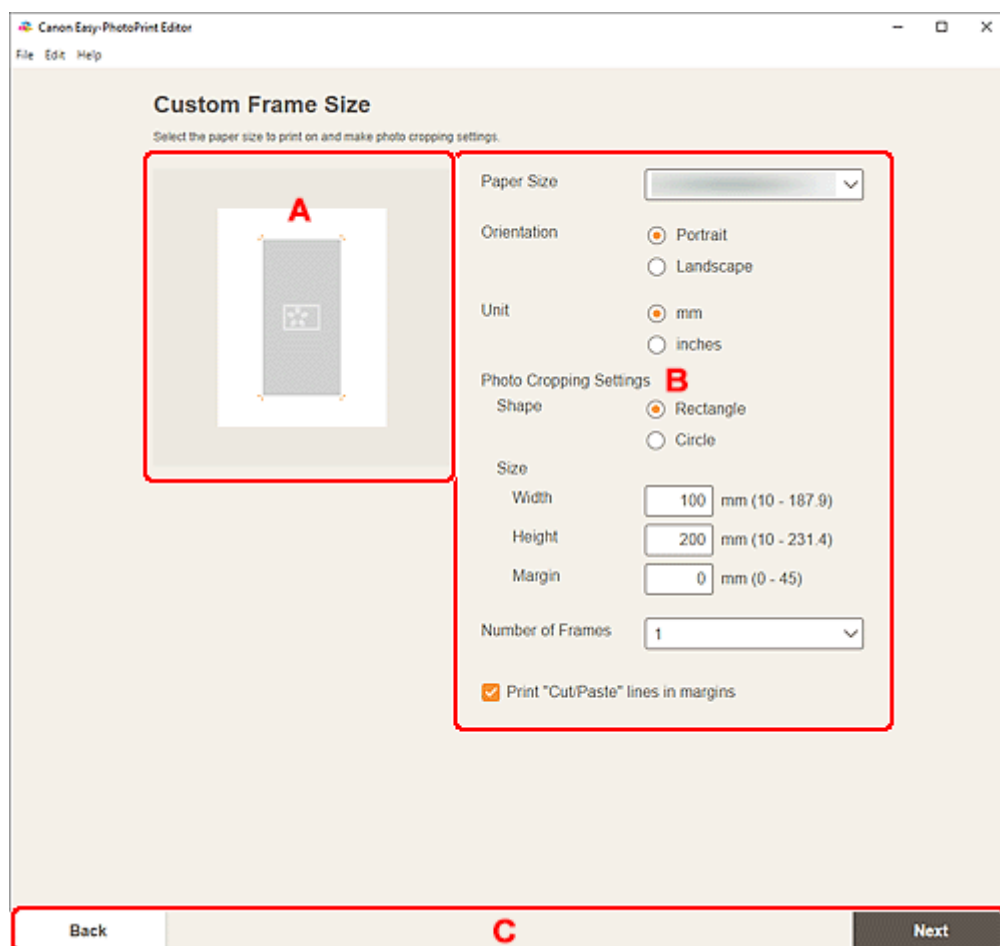 Canon Easy-PhotoPrint Editor
File Edit Help
Custom Frame Size
Select the paper size to print on and make photo cropping settings.
A
Paper Size
Orientation
Portrait
Landscape
Unit
mm
inches
Photo Cropping Settings B
Shape
Rectangle
Circle
Size
Width 100 mm (10 - 187.9)
Height 200 mm (10 - 231.4)
Margin 0 mm (0 - 45)
Number of Frames 1
Print "Cut/Paste" lines in margins
Back C Next